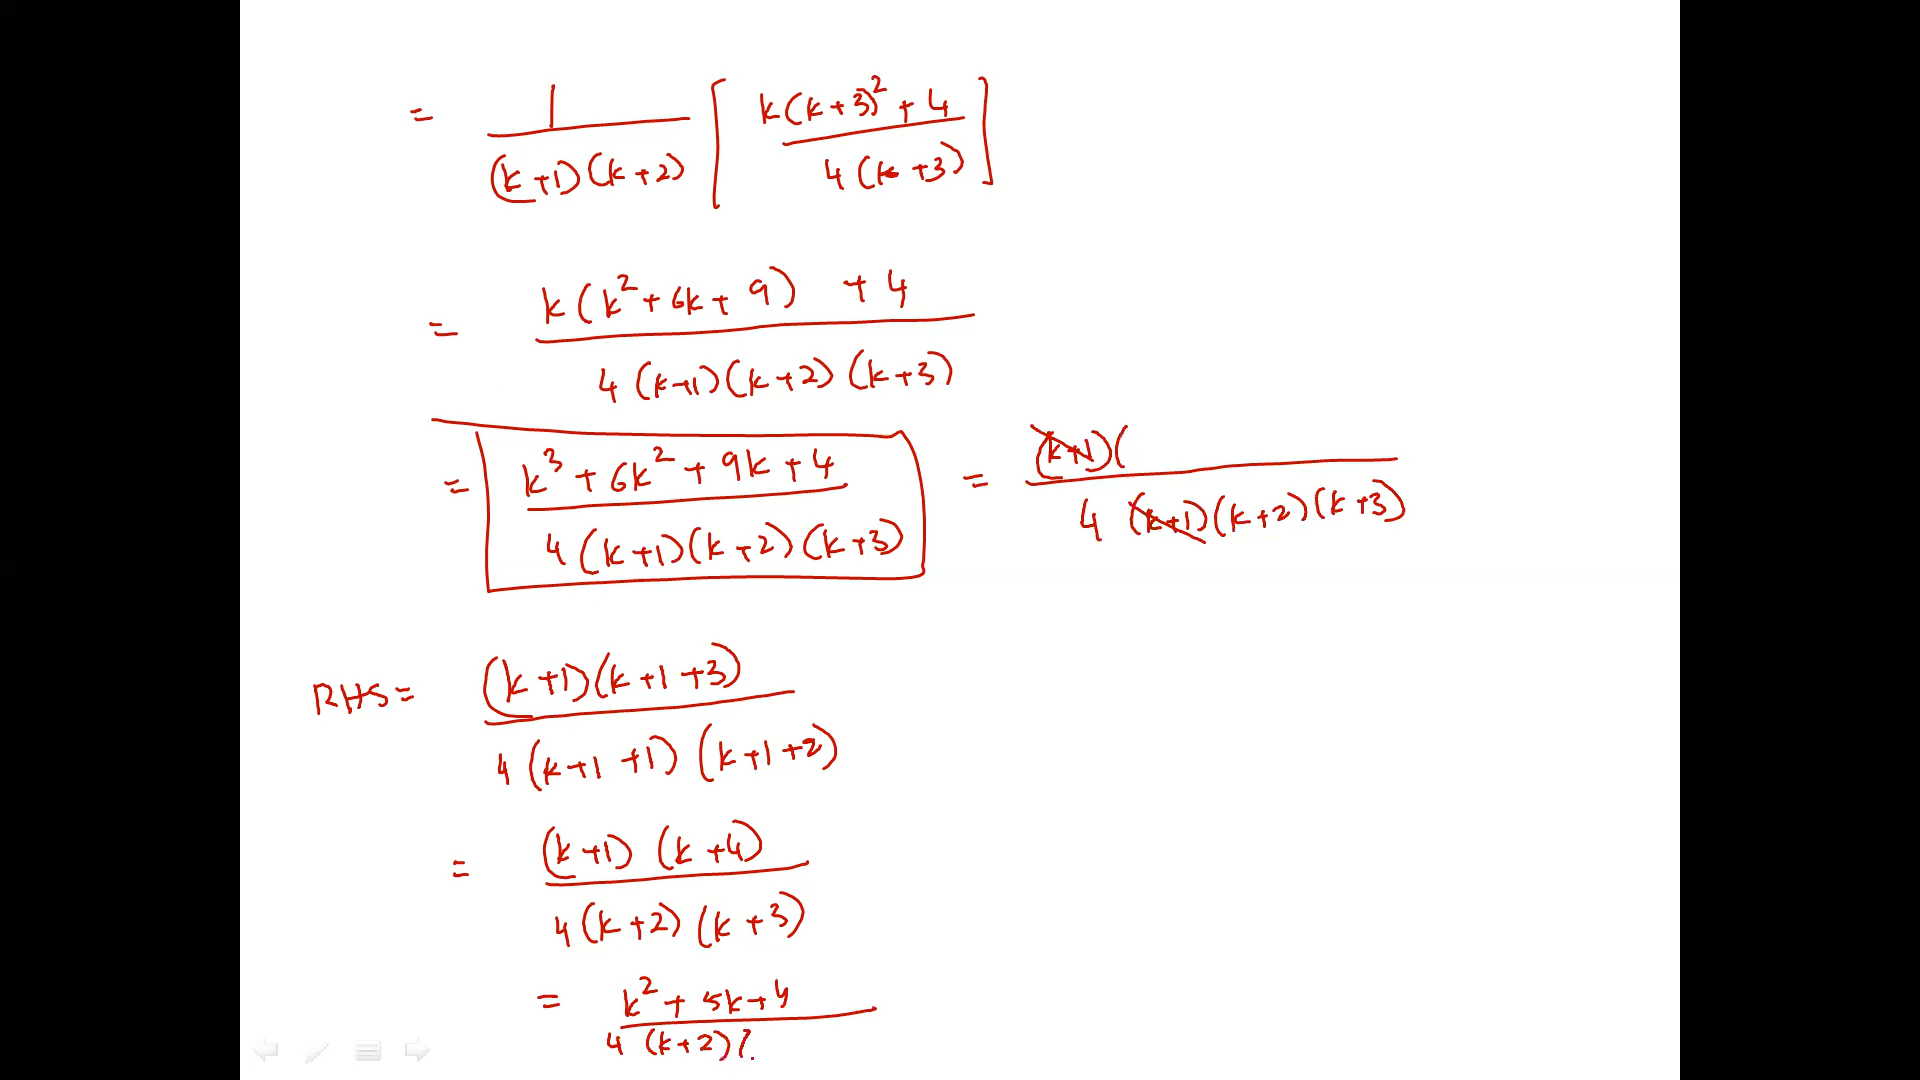 = 1 / (k+1)(k+2) [ k(k+3)² + 4 / 4(k+3) ]
= k(k² + 6k + 9) + 4 / 4(k+1)(k+2)(k+3)
= k³ + 6k² + 9k + 4 / 4(k+1)(k+2)(k+3) = (k+1)( / 4(k+1)(k+2)(k+3)
RHS = (k+1)(k+1+3) / 4(k+1+1)(k+1+2)
= (k+1)(k+4) / 4(k+2)(k+3)
= k² + 5k+4 / 4(k+2)(